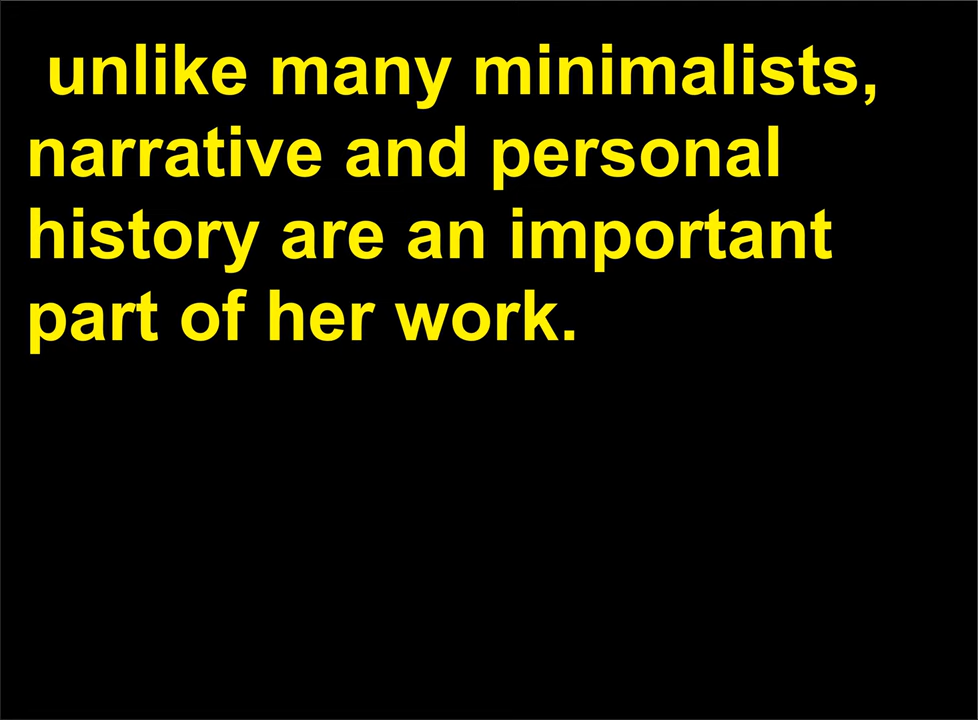 unlike many minimalists,
narrative and personal
history are an important
part of her work.